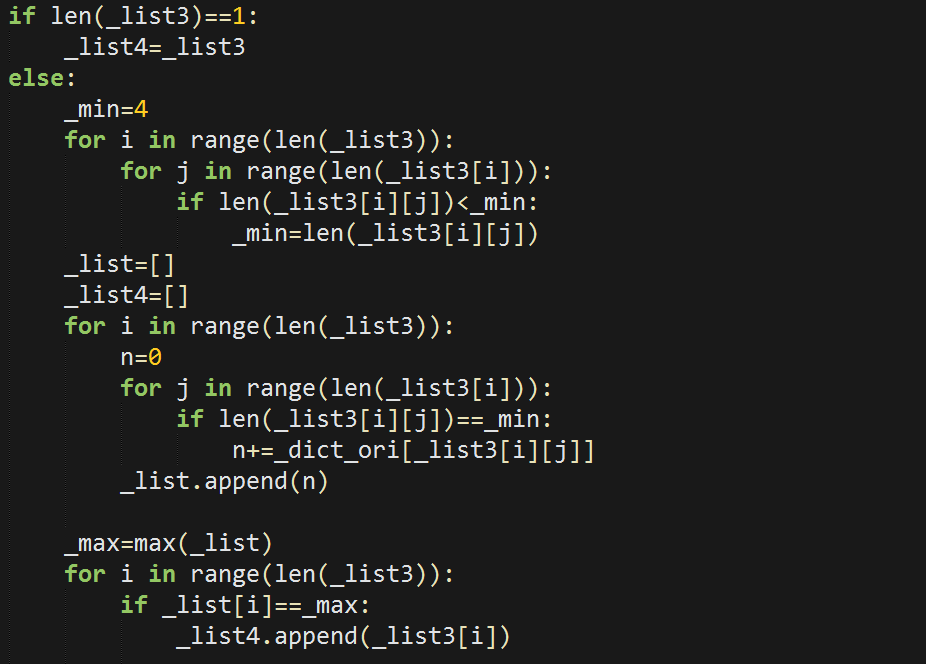 if len(_list3)==1:
    _list4=_list3
else:
    _min=4
    for i in range(len(_list3)):
        for j in range(len(_list3[i])):
            if len(_list3[i][j])<_min:
                _min=len(_list3[i][j])
    _list=[]
    _list4=[]
    for i in range(len(_list3)):
        n=0
        for j in range(len(_list3[i])):
            if len(_list3[i][j])==_min:
                n+=_dict_ori[_list3[i][j]]
        _list.append(n)

    _max=max(_list)
    for i in range(len(_list3)):
        if _list[i]==_max:
            _list4.append(_list3[i])